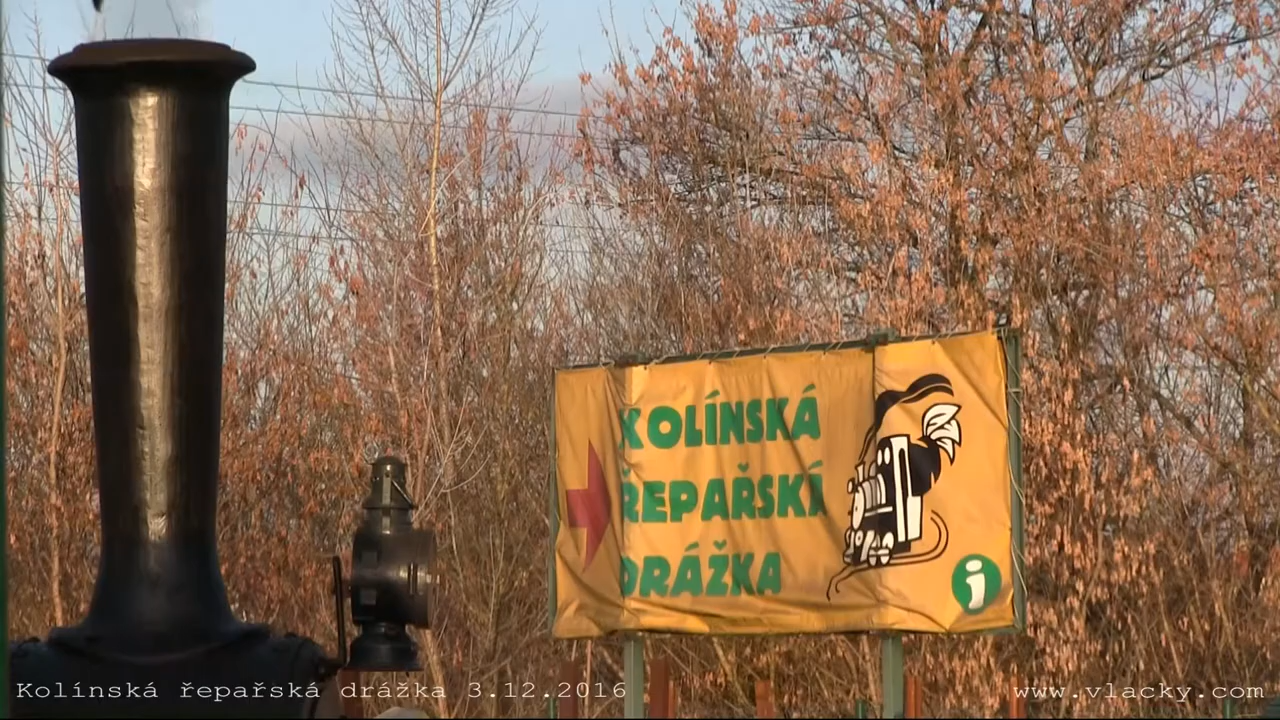 KOLÍNSKÁ
ŘEPAŘSKÁ
DRÁŽKA
i
Kolínská řepařská drážka 3.12.2016
www.vlacky.com